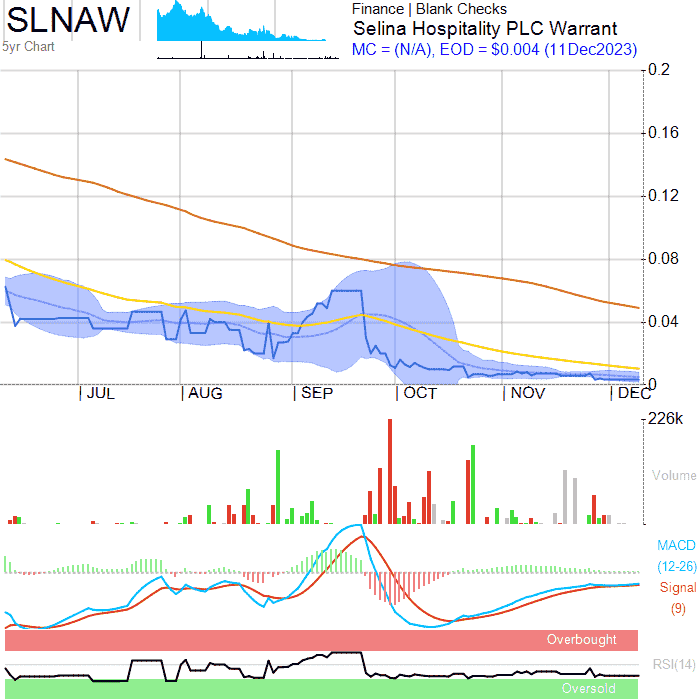 SLNAW
5yr Chart
Finance | Blank Checks
Selina Hospitality PLC Warrant
MC = (N/A), EOD = $0.004 (11Dec2023)
0.2
0.16
0.12
0.08
0.04
0
JUL AUG SEP OCT NOV DEC
226k
Volume
MACD
(12-26)
Signal
(9)
Overbought
RSI(14)
Oversold